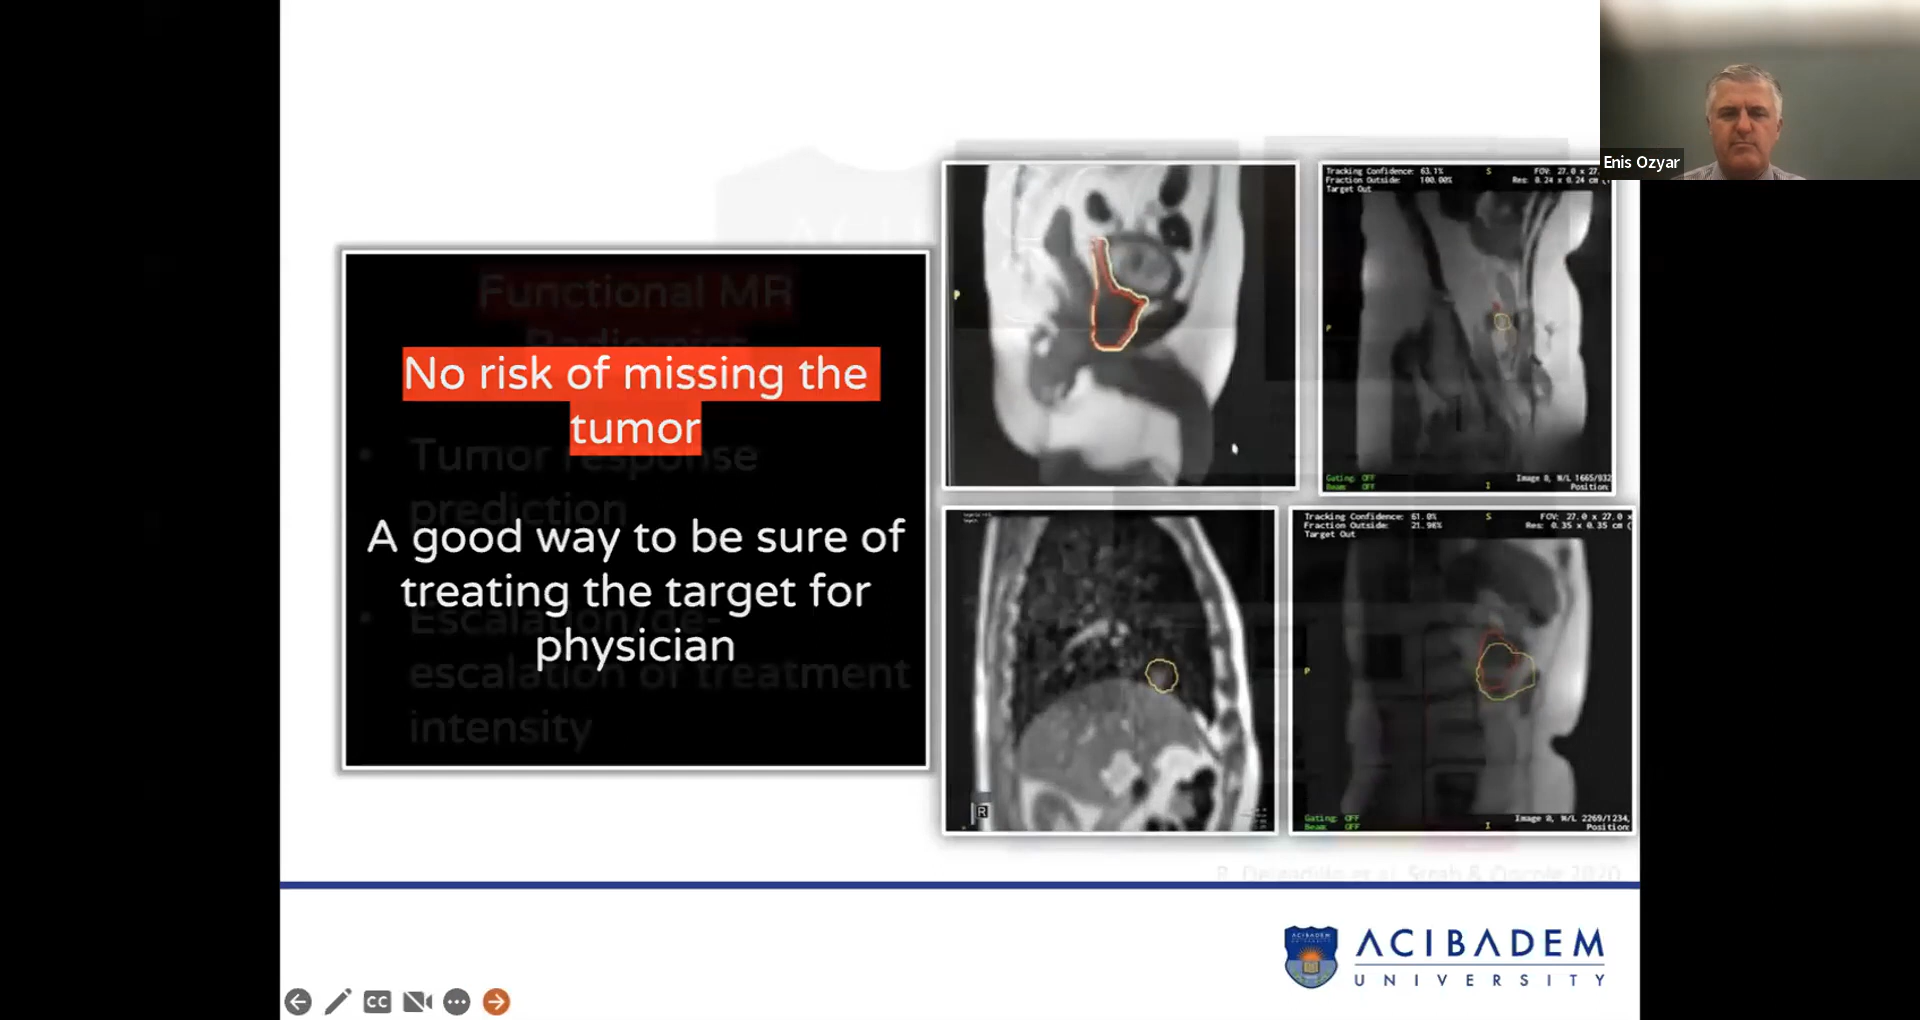 Enis Ozyar
Functional MR
No risk of missing the
tumor
Tumor response
prediction
A good way to be sure of
treating the target for
physician
Escalation/de-
escalation of treatment
intensity
Tracking Confidence: 63.1% S FOV: 27.0 x 27.
Fraction Outside: 100.00% Res: 0.24 x 0.24 cm (
Target Out
P
P
Gating: OFF Image 0, W/L 1665/932
Beam: OFF I Position:
Tracking Confidence: 61.0% S FOV: 27.0 x 27.0 x
Fraction Outside: 21.98% Res: 0.35 x 0.35 cm (
Target Out
P
R
Gating: OFF Image 0, W/L 2269/1234,
Beam: OFF I Position:
ACIBADEM
ACIBADEM
UNIVERSITY
CC